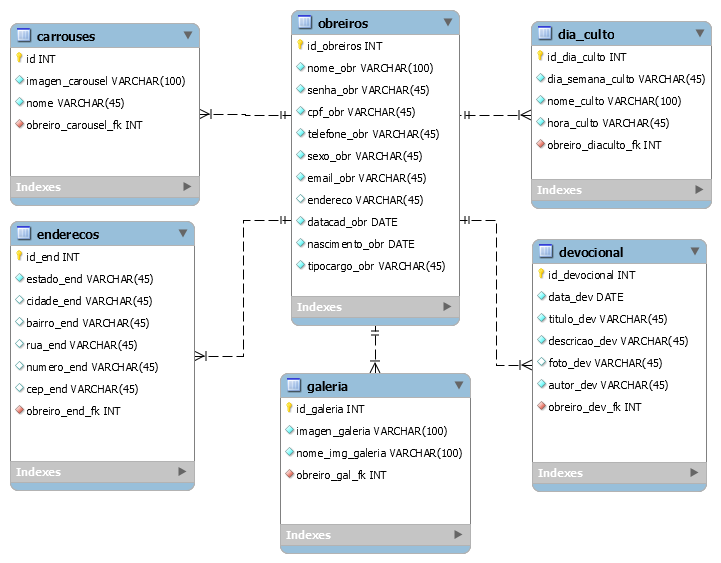 carrouses
id INT
imagen_carousel VARCHAR(100)
nome VARCHAR(45)
obreiro_carousel_fk INT
Indexes
obreiros
id_obreiros INT
nome_obr VARCHAR(100)
senha_obr VARCHAR(45)
cpf_obr VARCHAR(45)
telefone_obr VARCHAR(45)
sexo_obr VARCHAR(45)
email_obr VARCHAR(45)
endereco VARCHAR(45)
datacad_obr DATE
nascimento_obr DATE
tipocargo_obr VARCHAR(45)
Indexes
dia_culto
id_dia_culto INT
dia_semana_culto VARCHAR(45)
nome_culto VARCHAR(100)
hora_culto VARCHAR(45)
obreiro_diaculto_fk INT
Indexes
enderecos
id_end INT
estado_end VARCHAR(45)
cidade_end VARCHAR(45)
bairro_end VARCHAR(45)
rua_end VARCHAR(45)
numero_end VARCHAR(45)
cep_end VARCHAR(45)
obreiro_end_fk INT
Indexes
galeria
id_galeria INT
imagen_galeria VARCHAR(100)
nome_img_galeria VARCHAR(100)
obreiro_gal_fk INT
Indexes
devocional
id_devocional INT
data_dev DATE
titulo_dev VARCHAR(45)
descricao_dev VARCHAR(45)
foto_dev VARCHAR(45)
autor_dev VARCHAR(45)
obreiro_dev_fk INT
Indexes